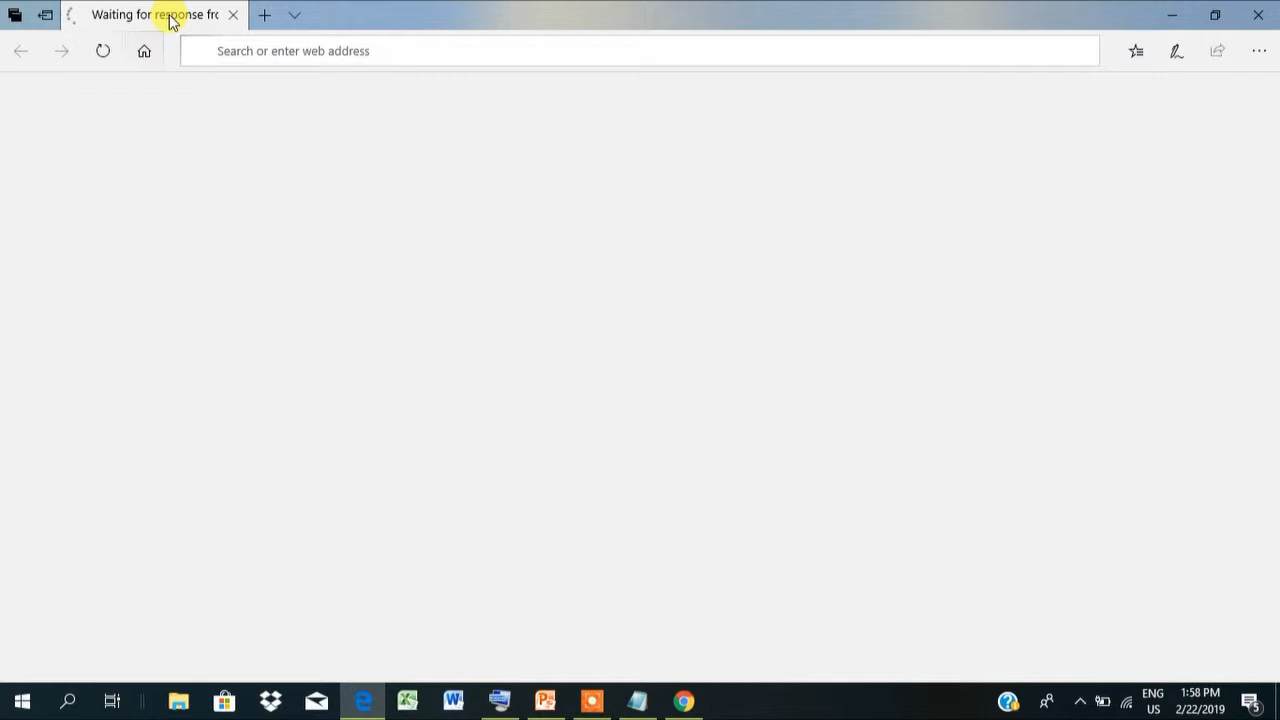 Waiting for response fro
Search or enter web address
ENG
US
1:58 PM
2/22/2019
5